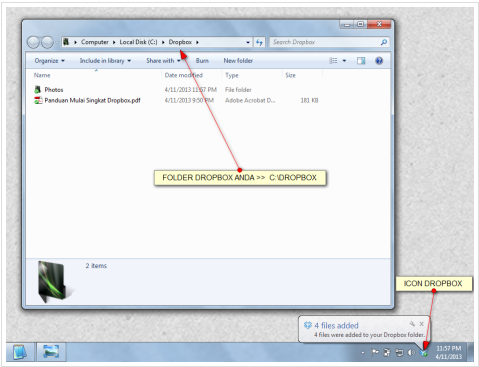 Computer ▸ Local Disk (C:) ▸ Dropbox ▸
Search Dropbox
Organize ▼ Include in library ▼ Share with ▼ Burn New folder
Name Date modified Type Size
Photos 4/11/2013 11:57 PM File folder
Panduan Mulai Singkat Dropbox.pdf 4/11/2013 9:50 PM Adobe Acrobat D... 181 KB
FOLDER DROPBOX ANDA >> C:\DROPBOX
2 items
ICON DROPBOX
4 files added
4 files were added to your Dropbox folder.
11:57 PM
4/11/2013